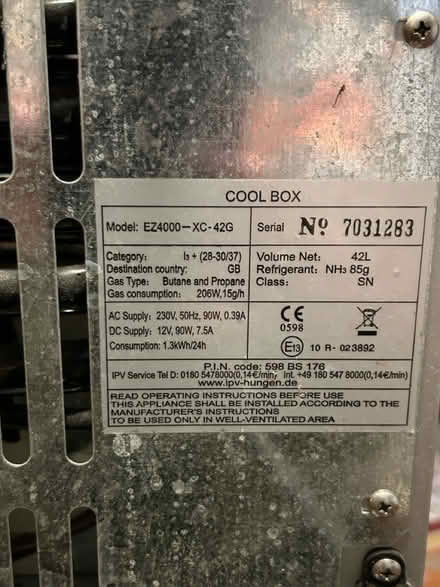 COOL BOX
Model: EZ4000-XC-42G
Serial Nº 7031283
Category: I₃ + (28-30/37)
Destination country: GB
Gas Type: Butane and Propane
Gas consumption: 206W,15g/h
Volume Net: 42L
Refrigerant: NH₃ 85g
Class: SN
AC Supply: 230V, 50Hz, 90W, 0.39A
DC Supply: 12V, 90W, 7.5A
Consumption: 1.3kWh/24h
CE
0598
E13 10 R- 023892
P.I.N. code: 598 BS 176
IPV Service Tel D: 0180 5478000(0,14€/min, Int. +49 180 547 8000(0,14€/min)
www.ipv-hungen.de
READ OPERATING INSTRUCTIONS BEFORE USE
THIS APPLIANCE SHALL BE INSTALLED ACCORDING TO THE
MANUFACTURER'S INSTRUCTIONS
TO BE USED ONLY IN WELL-VENTILATED AREA